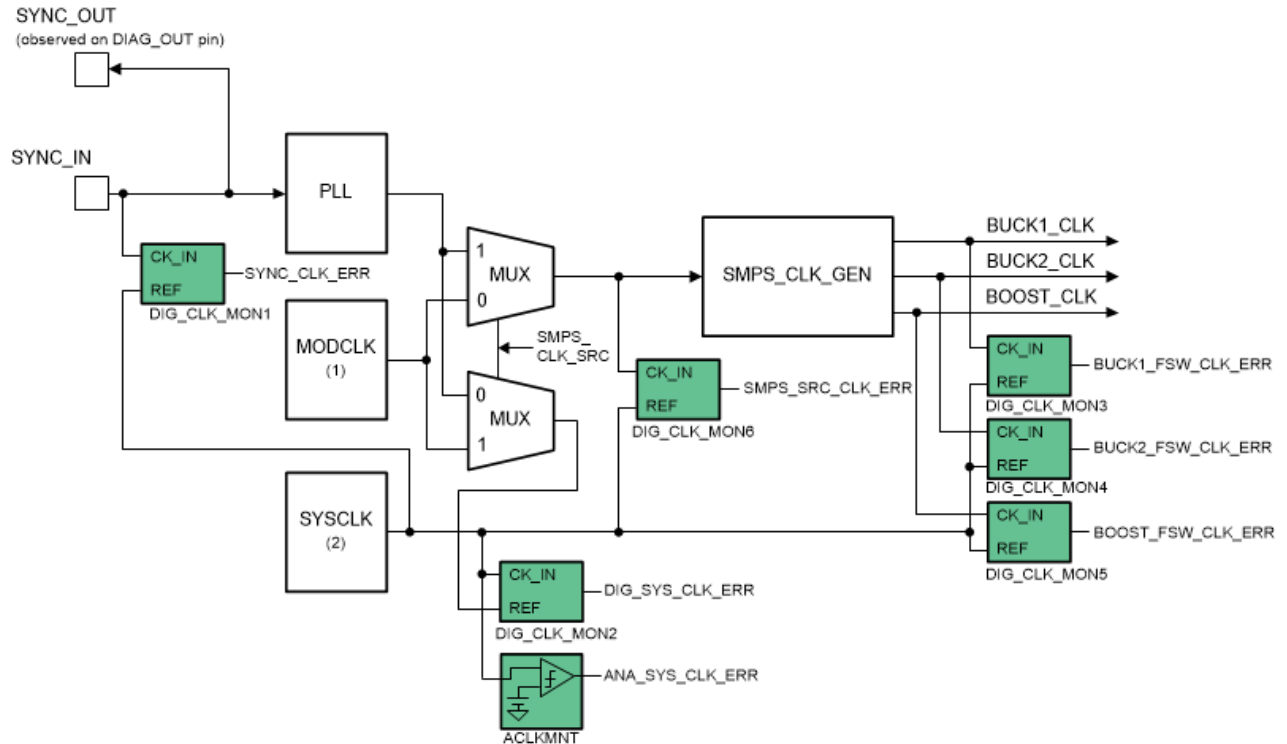 SYNC_OUT
(observed on DIAG_OUT pin)
SYNC_IN
PLL
CK_IN
REF
SYNC_CLK_ERR
DIG_CLK_MON1
MODCLK
(1)
1
MUX
0
SMPS_
CLK_SRC
0
MUX
1
SMPS_CLK_GEN
BUCK1_CLK
BUCK2_CLK
BOOST_CLK
CK_IN
REF
SMPS_SRC_CLK_ERR
DIG_CLK_MON6
CK_IN
REF
BUCK1_FSW_CLK_ERR
DIG_CLK_MON3
CK_IN
REF
BUCK2_FSW_CLK_ERR
DIG_CLK_MON4
CK_IN
REF
BOOST_FSW_CLK_ERR
DIG_CLK_MON5
SYSCLK
(2)
CK_IN
REF
DIG_SYS_CLK_ERR
DIG_CLK_MON2
ANA_SYS_CLK_ERR
ACLKMNT